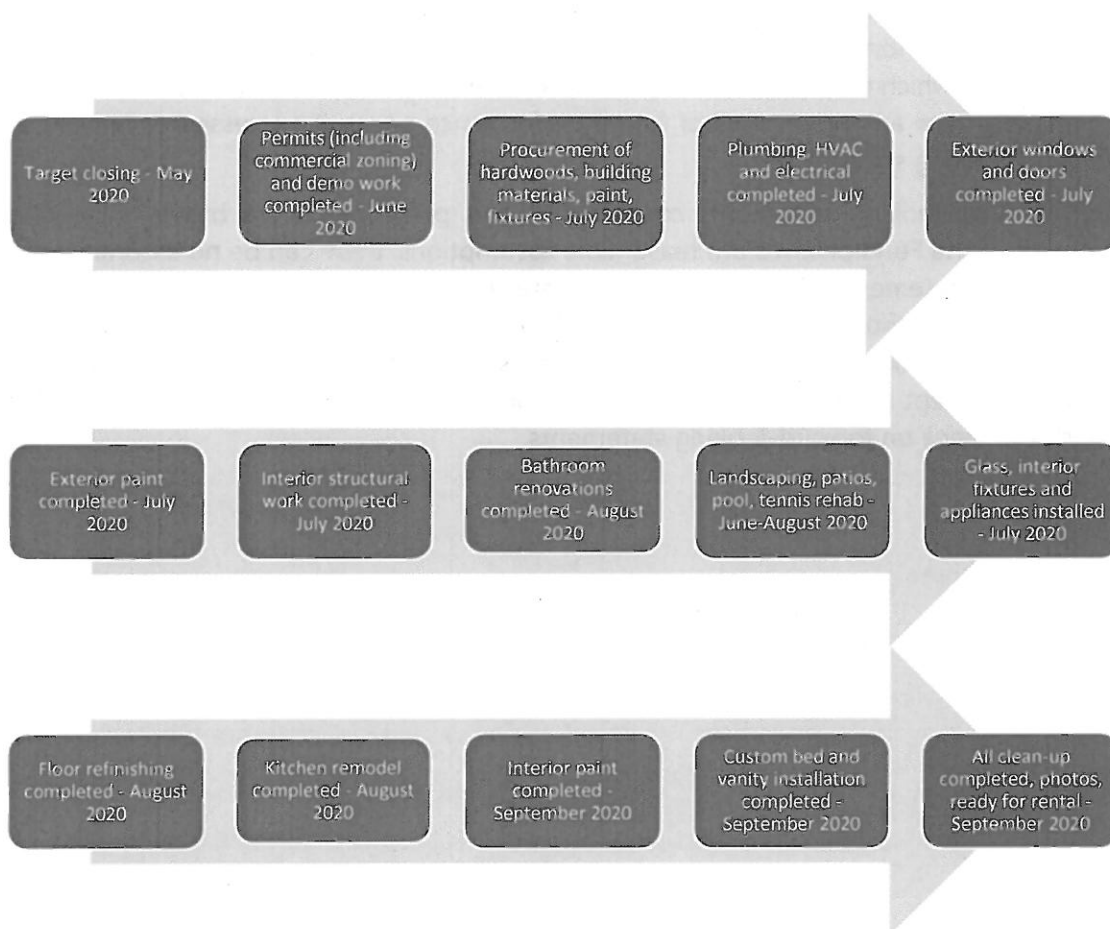 Target closing - May
2020
Permits (including
commercial zoning)
and demo work
completed - June
2020
Procurement of
hardwoods, building
materials, paint,
fixtures - July 2020
Plumbing, HVAC
and electrical
completed - July
2020
Exterior windows
and doors
completed - July
2020
Exterior paint
completed - July
2020
Interior structural
work completed -
July 2020
Bathroom
renovations
completed - August
2020
Landscaping, patios,
pool, tennis rehab -
June-August 2020
Glass, interior
fixtures and
appliances installed
- July 2020
Floor refinishing
completed - August
2020
Kitchen remodel
completed - August
2020
Interior paint
completed -
September 2020
Custom bed and
vanity installation
completed -
September 2020
All clean-up
completed, photos,
ready for rental -
September 2020